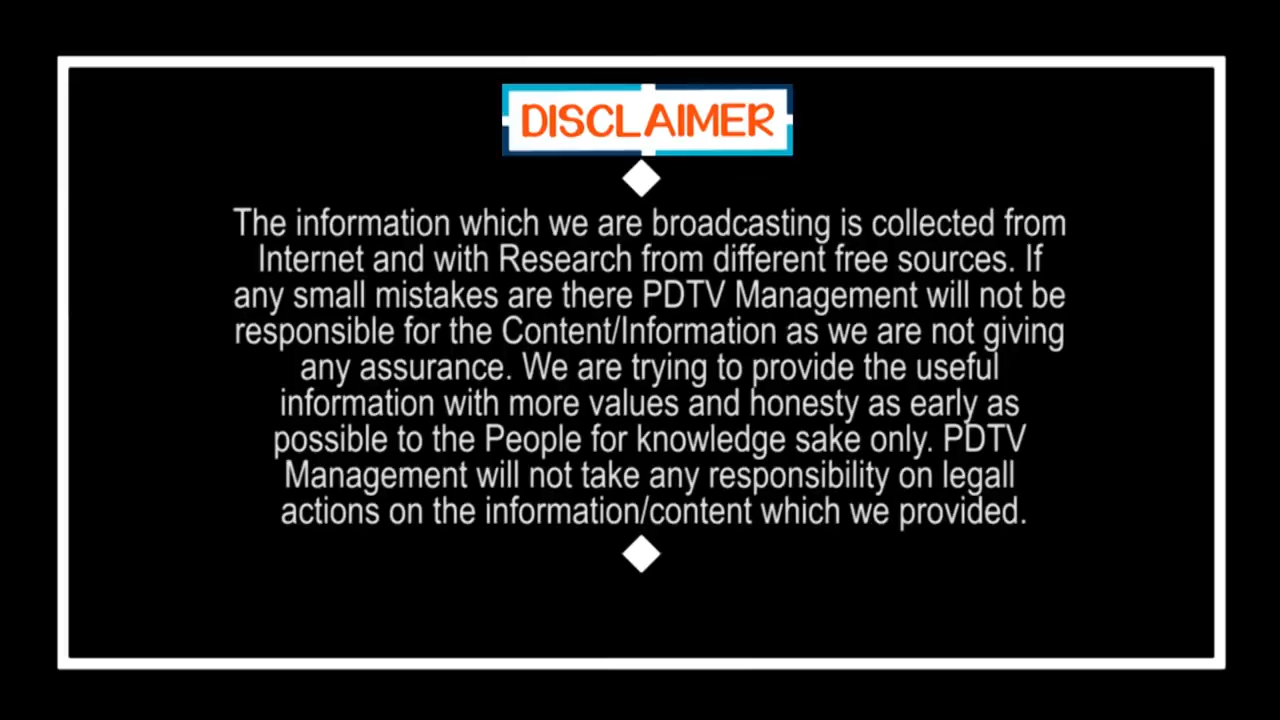 DISCLAIMER
The information which we are broadcasting is collected from
Internet and with Research from different free sources. If
any small mistakes are there PDTV Management will not be
responsible for the Content/Information as we are not giving
any assurance. We are trying to provide the useful
information with more values and honesty as early as
possible to the People for knowledge sake only. PDTV
Management will not take any responsibility on legall
actions on the information/content which we provided.